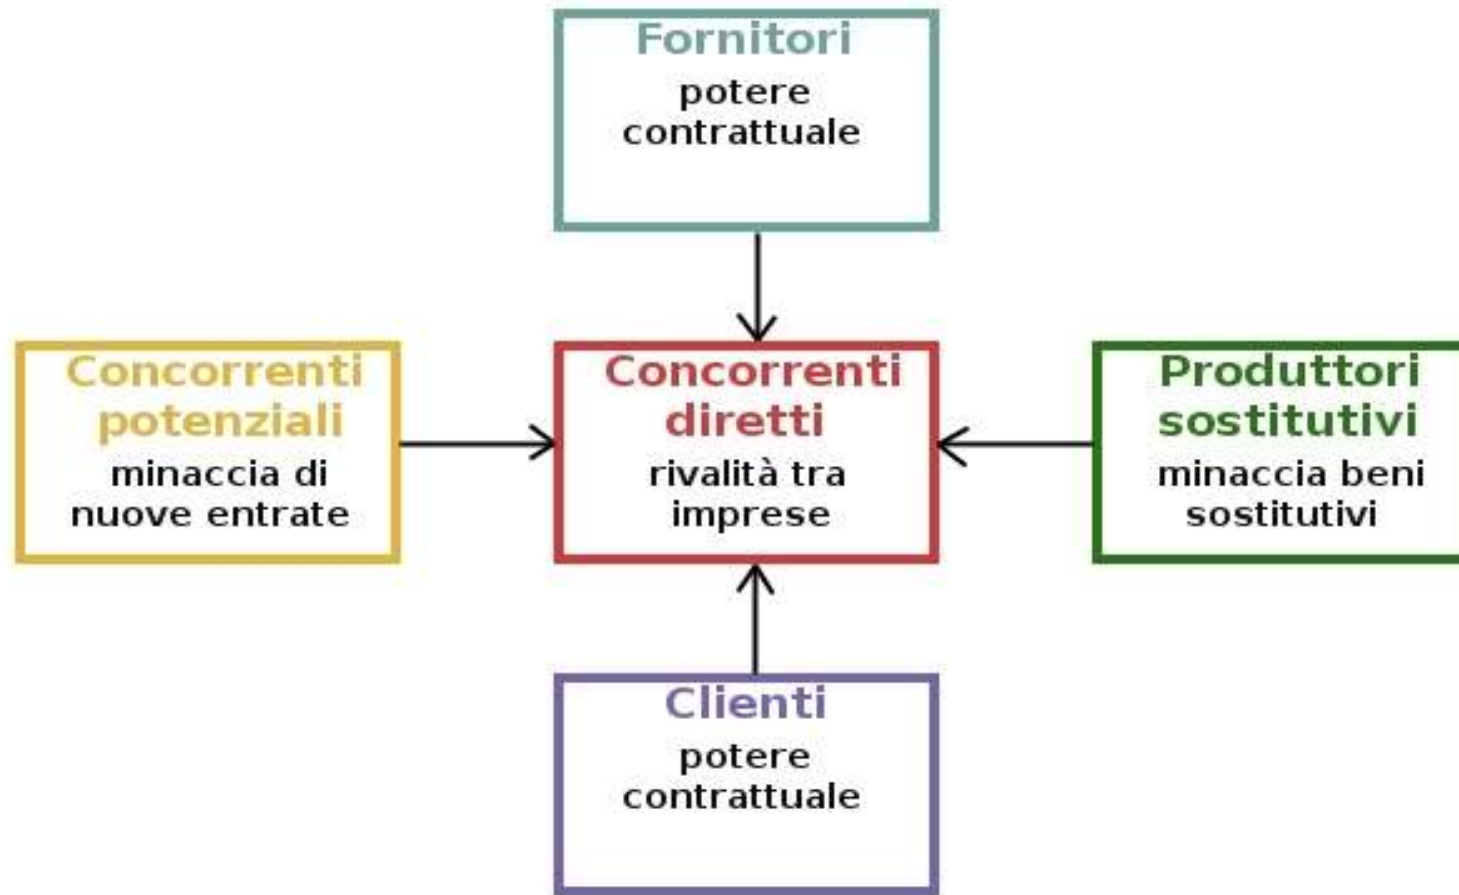 Fornitori
potere
contrattuale
Concorrenti
potenziali
minaccia di
nuove entrate
Concorrenti
diretti
rivalità tra
imprese
Produttori
sostitutivi
minaccia beni
sostitutivi
Clienti
potere
contrattuale